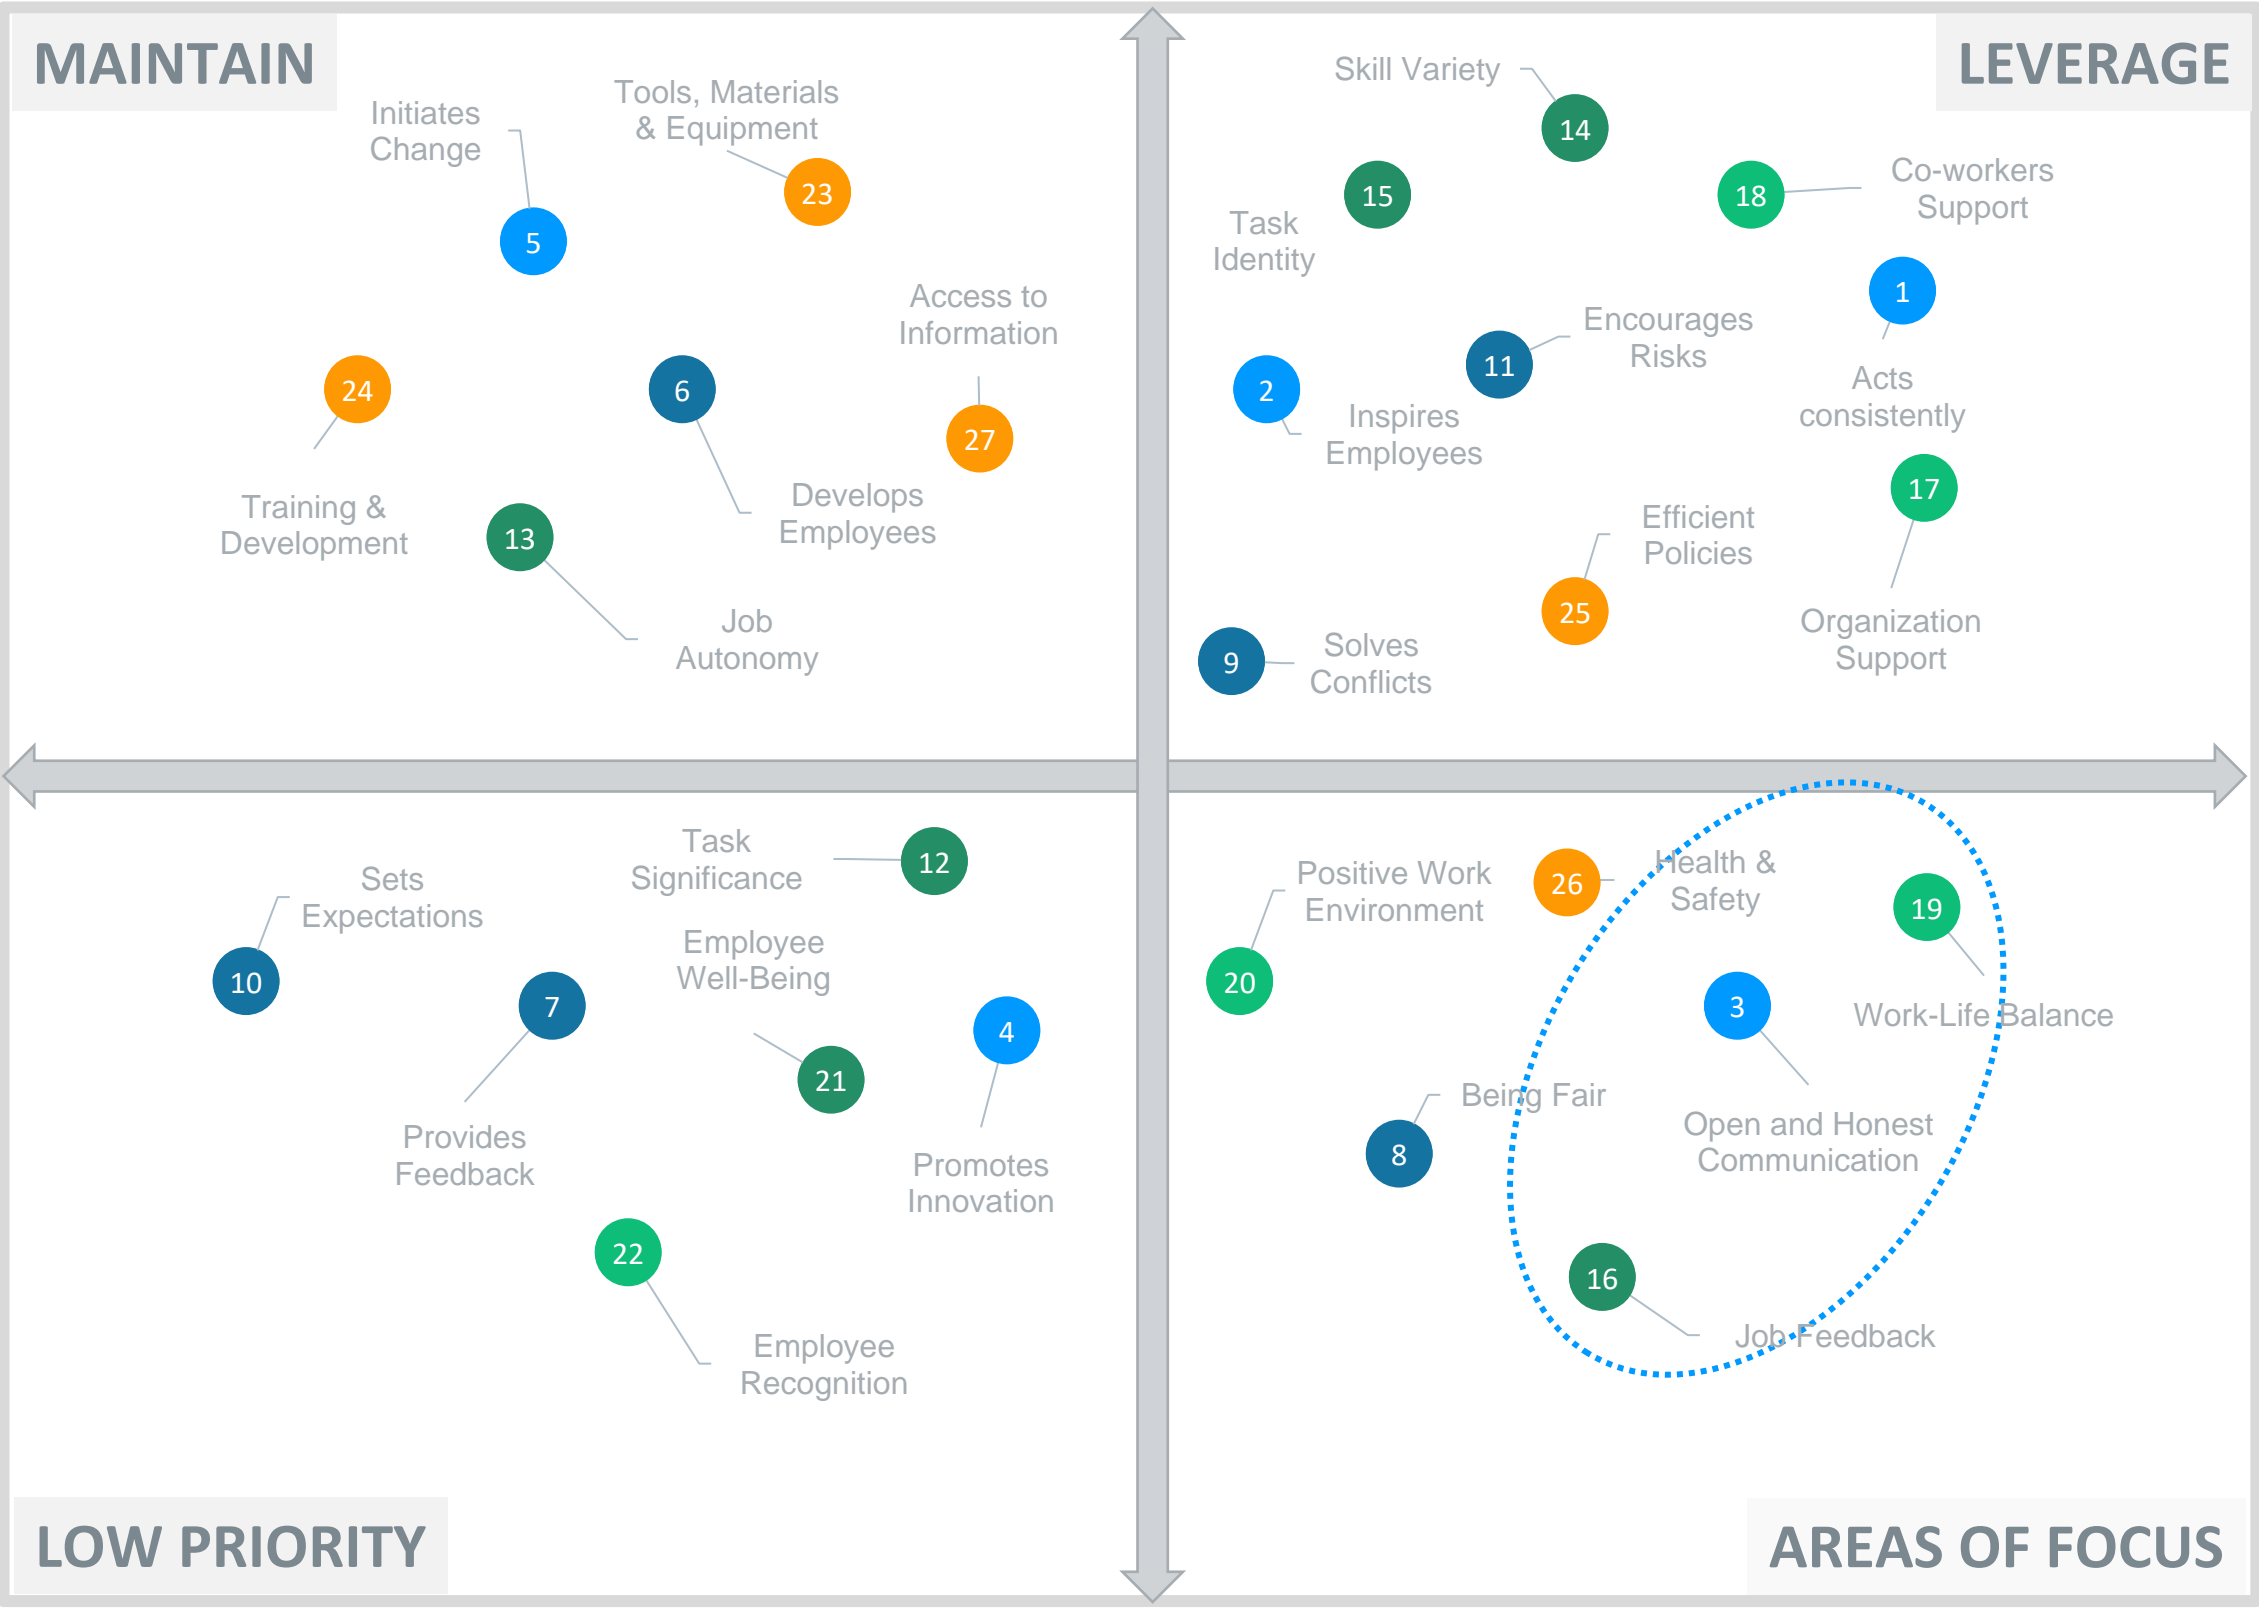 MAINTAIN
Initiates
Change
5
Tools, Materials
& Equipment
23
Access to
Information
27
24
Training &
Development
6
Develops
Employees
13
Job
Autonomy
LEVERAGE
Skill Variety
14
15
Task
Identity
18
Co-workers
Support
1
Acts
consistently
Encourages
Risks
11
2
Inspires
Employees
17
Organization
Support
Efficient
Policies
25
9
Solves
Conflicts
Task
Significance
12
Sets
Expectations
10
7
Provides
Feedback
Employee
Well-Being
21
4
Promotes
Innovation
22
Employee
Recognition
LOW PRIORITY
Positive Work
Environment
20
26
Health &
Safety
19
Work-Life Balance
3
Open and Honest
Communication
Being Fair
8
16
Job Feedback
AREAS OF FOCUS